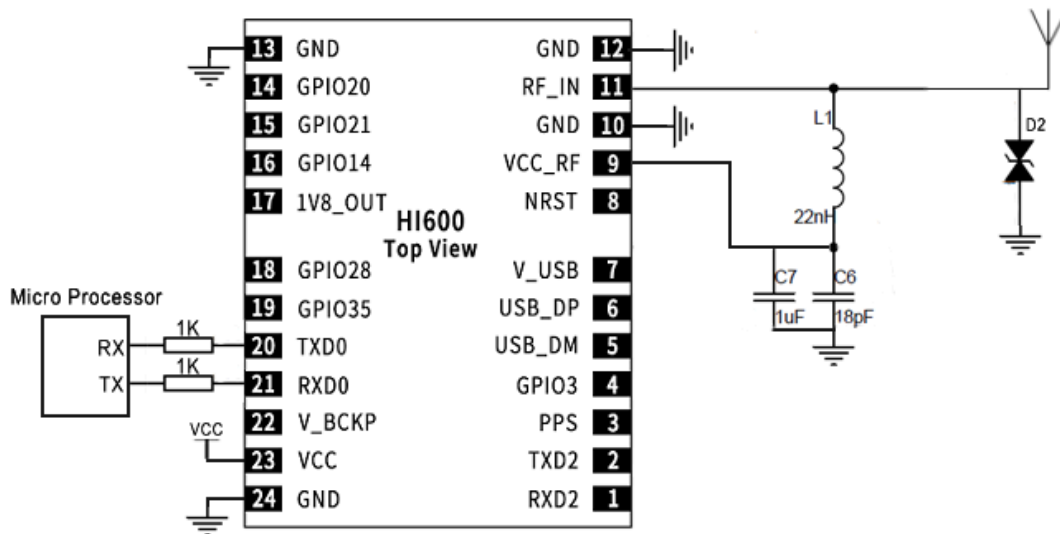 13 GND
14 GPIO20
15 GPIO21
16 GPIO14
17 1V8_OUT
18 GPIO28
19 GPIO35
20 TXD0
21 RXD0
22 V_BCKP
23 VCC
24 GND
HI600
Top View
GND 12
RF_IN 11
GND 10
VCC_RF 9
NRST 8
V_USB 7
USB_DP 6
USB_DM 5
GPIO3 4
PPS 3
TXD2 2
RXD2 1
Micro Processor
RX
TX
1K
1K
VCC
L1
22nH
C7
1uF
C6
18pF
D2